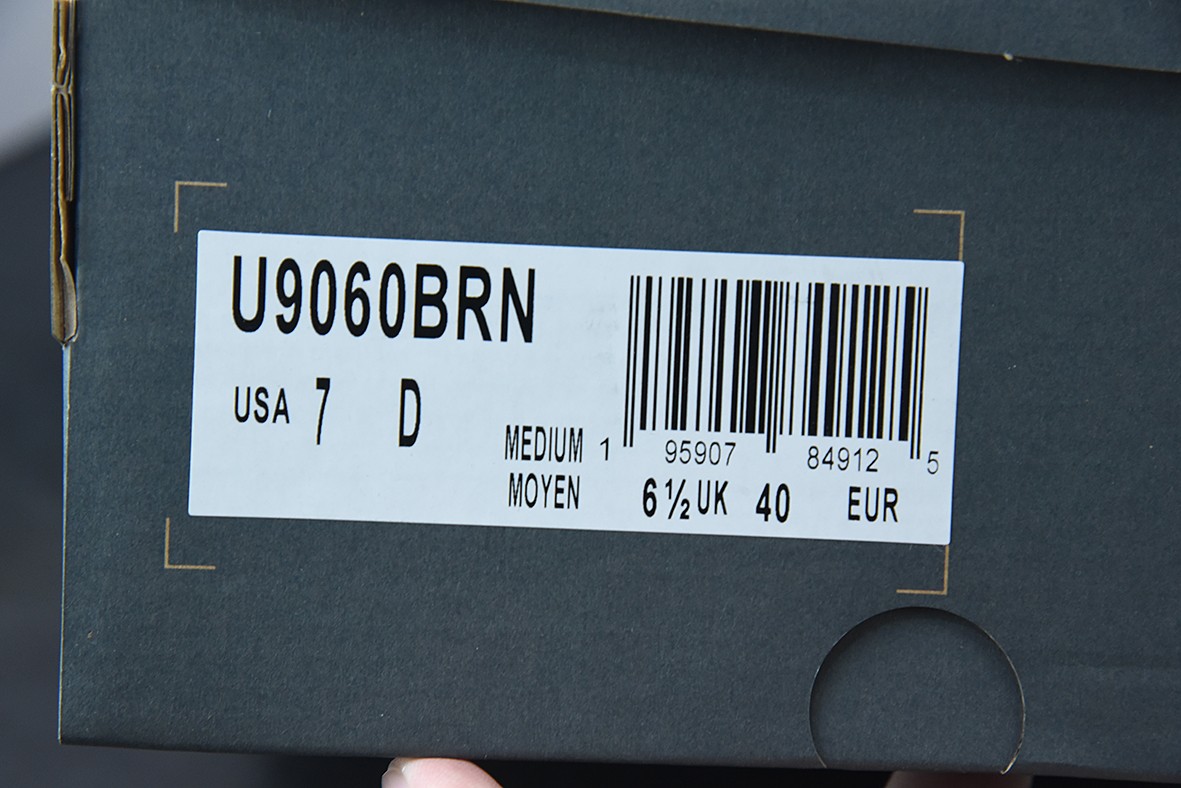 U9060BRN
USA 7 D
MEDIUM
MOYEN
1 95907 84912 5
6 ½ UK 40 EUR